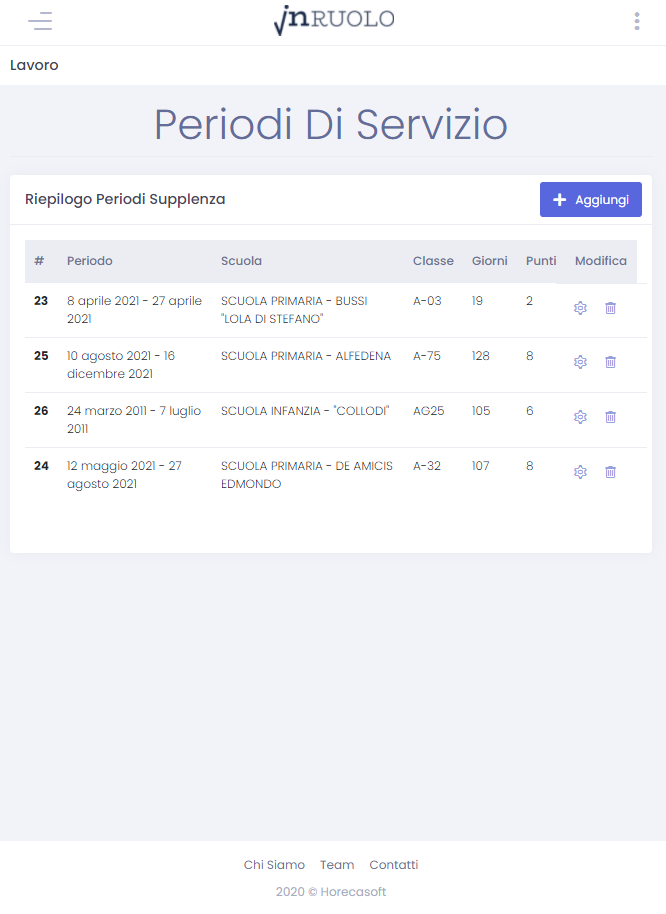 √inRUOLO
Lavoro
Periodi Di Servizio
Riepilogo Periodi Supplenza
Aggiungi
# Periodo Scuola Classe Giorni Punti Modifica
23 8 aprile 2021 - 27 aprile SCUOLA PRIMARIA - BUSSI A-03 19 2
2021 "LOLA DI STEFANO"
25 10 agosto 2021 - 16 SCUOLA PRIMARIA - ALFEDENA A-75 128 8
dicembre 2021
26 24 marzo 2011 - 7 luglio SCUOLA INFANZIA - "COLLODI" AG25 105 6
2011
24 12 maggio 2021 - 27 SCUOLA PRIMARIA - DE AMICIS A-32 107 8
agosto 2021 EDMONDO
Chi Siamo Team Contatti
2020 © Horecasoft